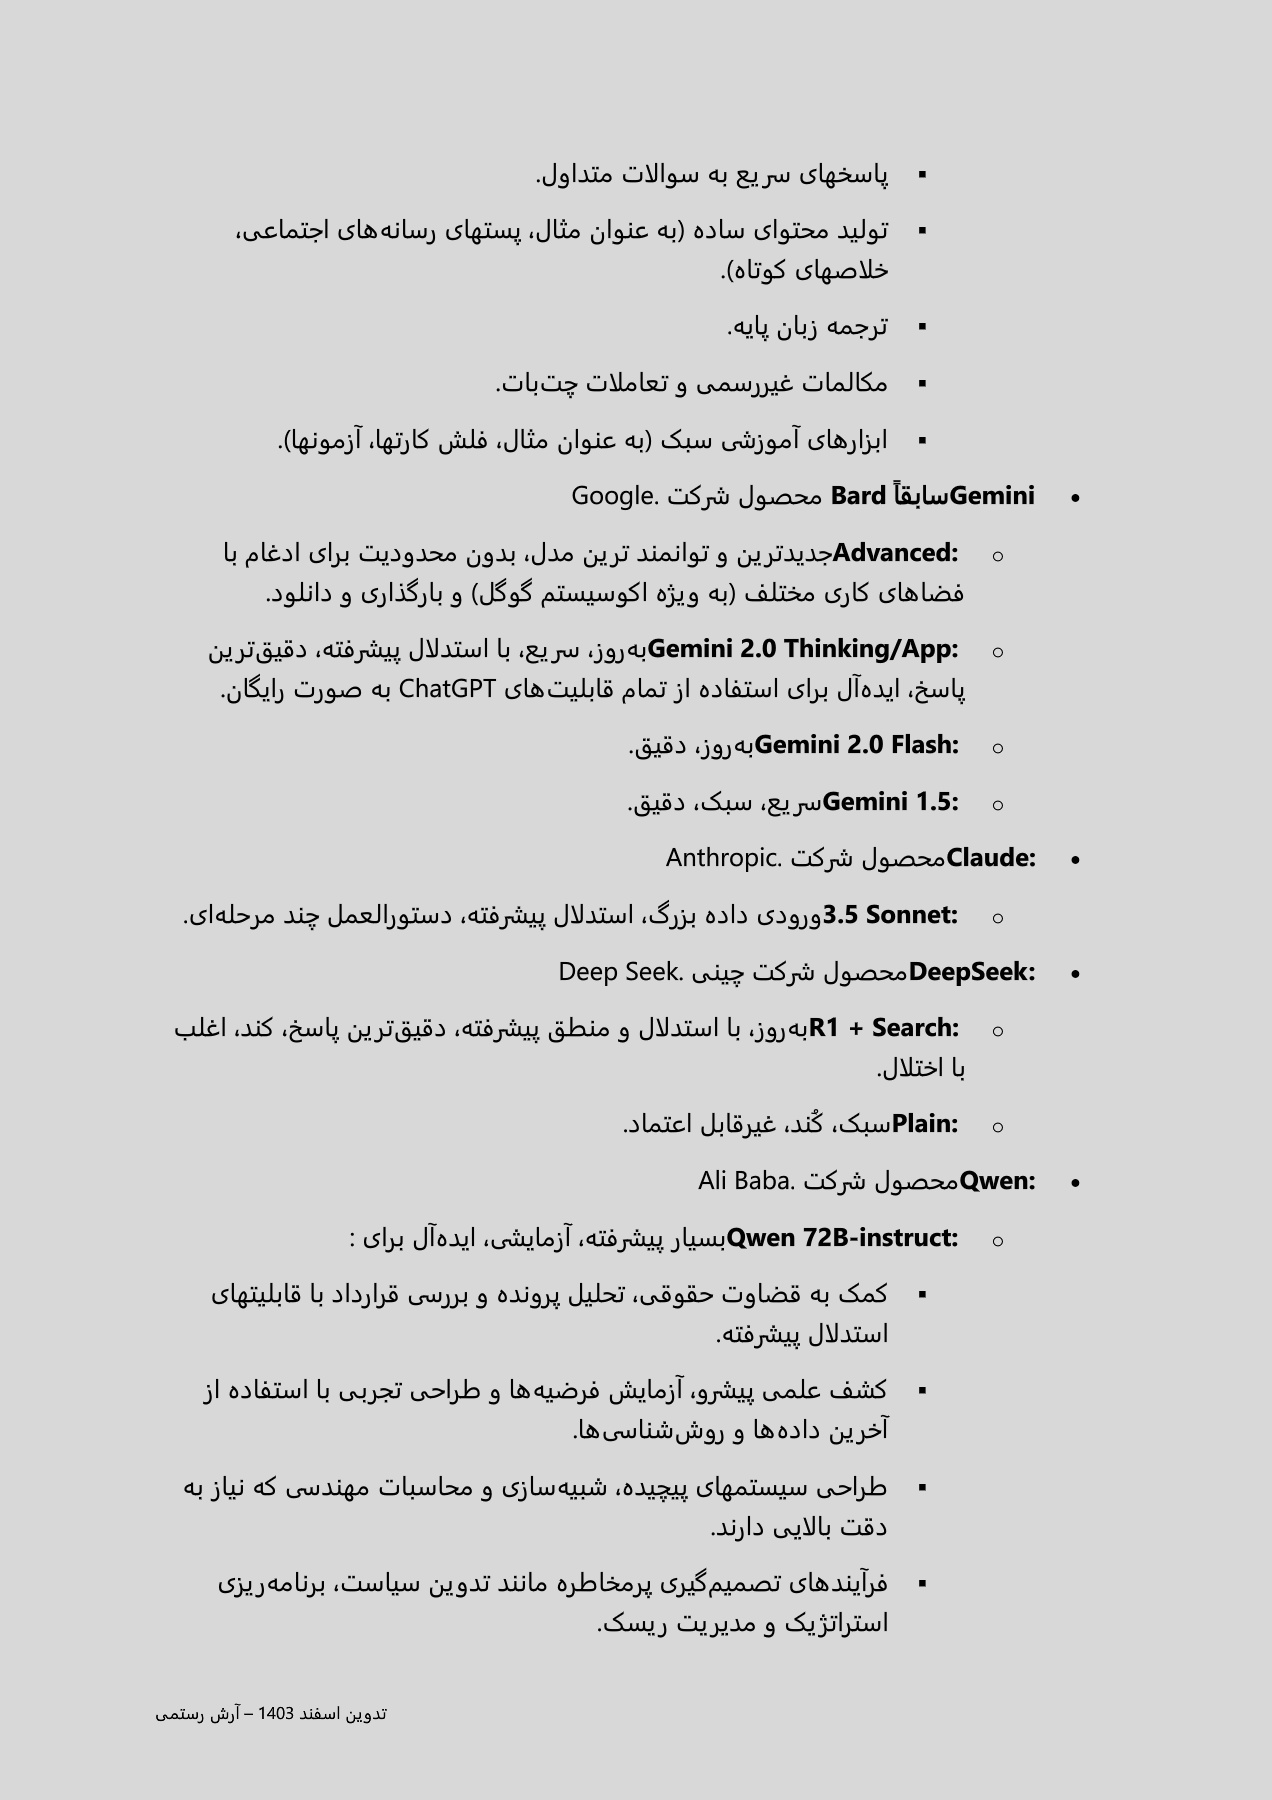 ▪ پاسخهای سریع به سوالات متداول.
▪ تولید محتوای ساده (به عنوان مثال، پستهای رسانه‌های اجتماعی،
خلاصهای کوتاه).
▪ ترجمه زبان پایه.
▪ مکالمات غیررسمی و تعاملات چت‌بات.
▪ ابزارهای آموزشی سبک (به عنوان مثال، فلش کارتها، آزمونها).
• Geminiسابقاً Bard محصول شرکت Google.
o Advanced:جدیدترین و توانمند ترین مدل، بدون محدودیت برای ادغام با
فضاهای کاری مختلف (به ویژه اکوسیستم گوگل) و بارگذاری و دانلود.
o Gemini 2.0 Thinking/App:به‌روز، سریع، با استدلال پیشرفته، دقیق‌ترین
پاسخ، ایده‌آل برای استفاده از تمام قابلیت‌های ChatGPT به صورت رایگان.
o Gemini 2.0 Flash:به‌روز، دقیق.
o Gemini 1.5:سریع، سبک، دقیق.
• Claude:محصول شرکت Anthropic.
o 3.5 Sonnet:ورودی داده بزرگ، استدلال پیشرفته، دستورالعمل چند مرحله‌ای.
• DeepSeek:محصول شرکت چینی Deep Seek.
o R1 + Search:به‌روز، با استدلال و منطق پیشرفته، دقیق‌ترین پاسخ، کند، اغلب
با اختلال.
o Plain:سبک، کُند، غیرقابل اعتماد.
• Qwen:محصول شرکت Ali Baba.
o Qwen 72B-instruct:بسیار پیشرفته، آزمایشی، ایده‌آل برای :
▪ کمک به قضاوت حقوقی، تحلیل پرونده و بررسی قرارداد با قابلیتهای
استدلال پیشرفته.
▪ کشف علمی پیشرو، آزمایش فرضیه‌ها و طراحی تجربی با استفاده از
آخرین داده‌ها و روش‌شناسی‌ها.
▪ طراحی سیستمهای پیچیده، شبیه‌سازی و محاسبات مهندسی که نیاز به
دقت بالایی دارند.
▪ فرآیندهای تصمیم‌گیری پرمخاطره مانند تدوین سیاست، برنامه‌ریزی
استراتژیک و مدیریت ریسک.
تدوین اسفند 1403 – آرش رستمی